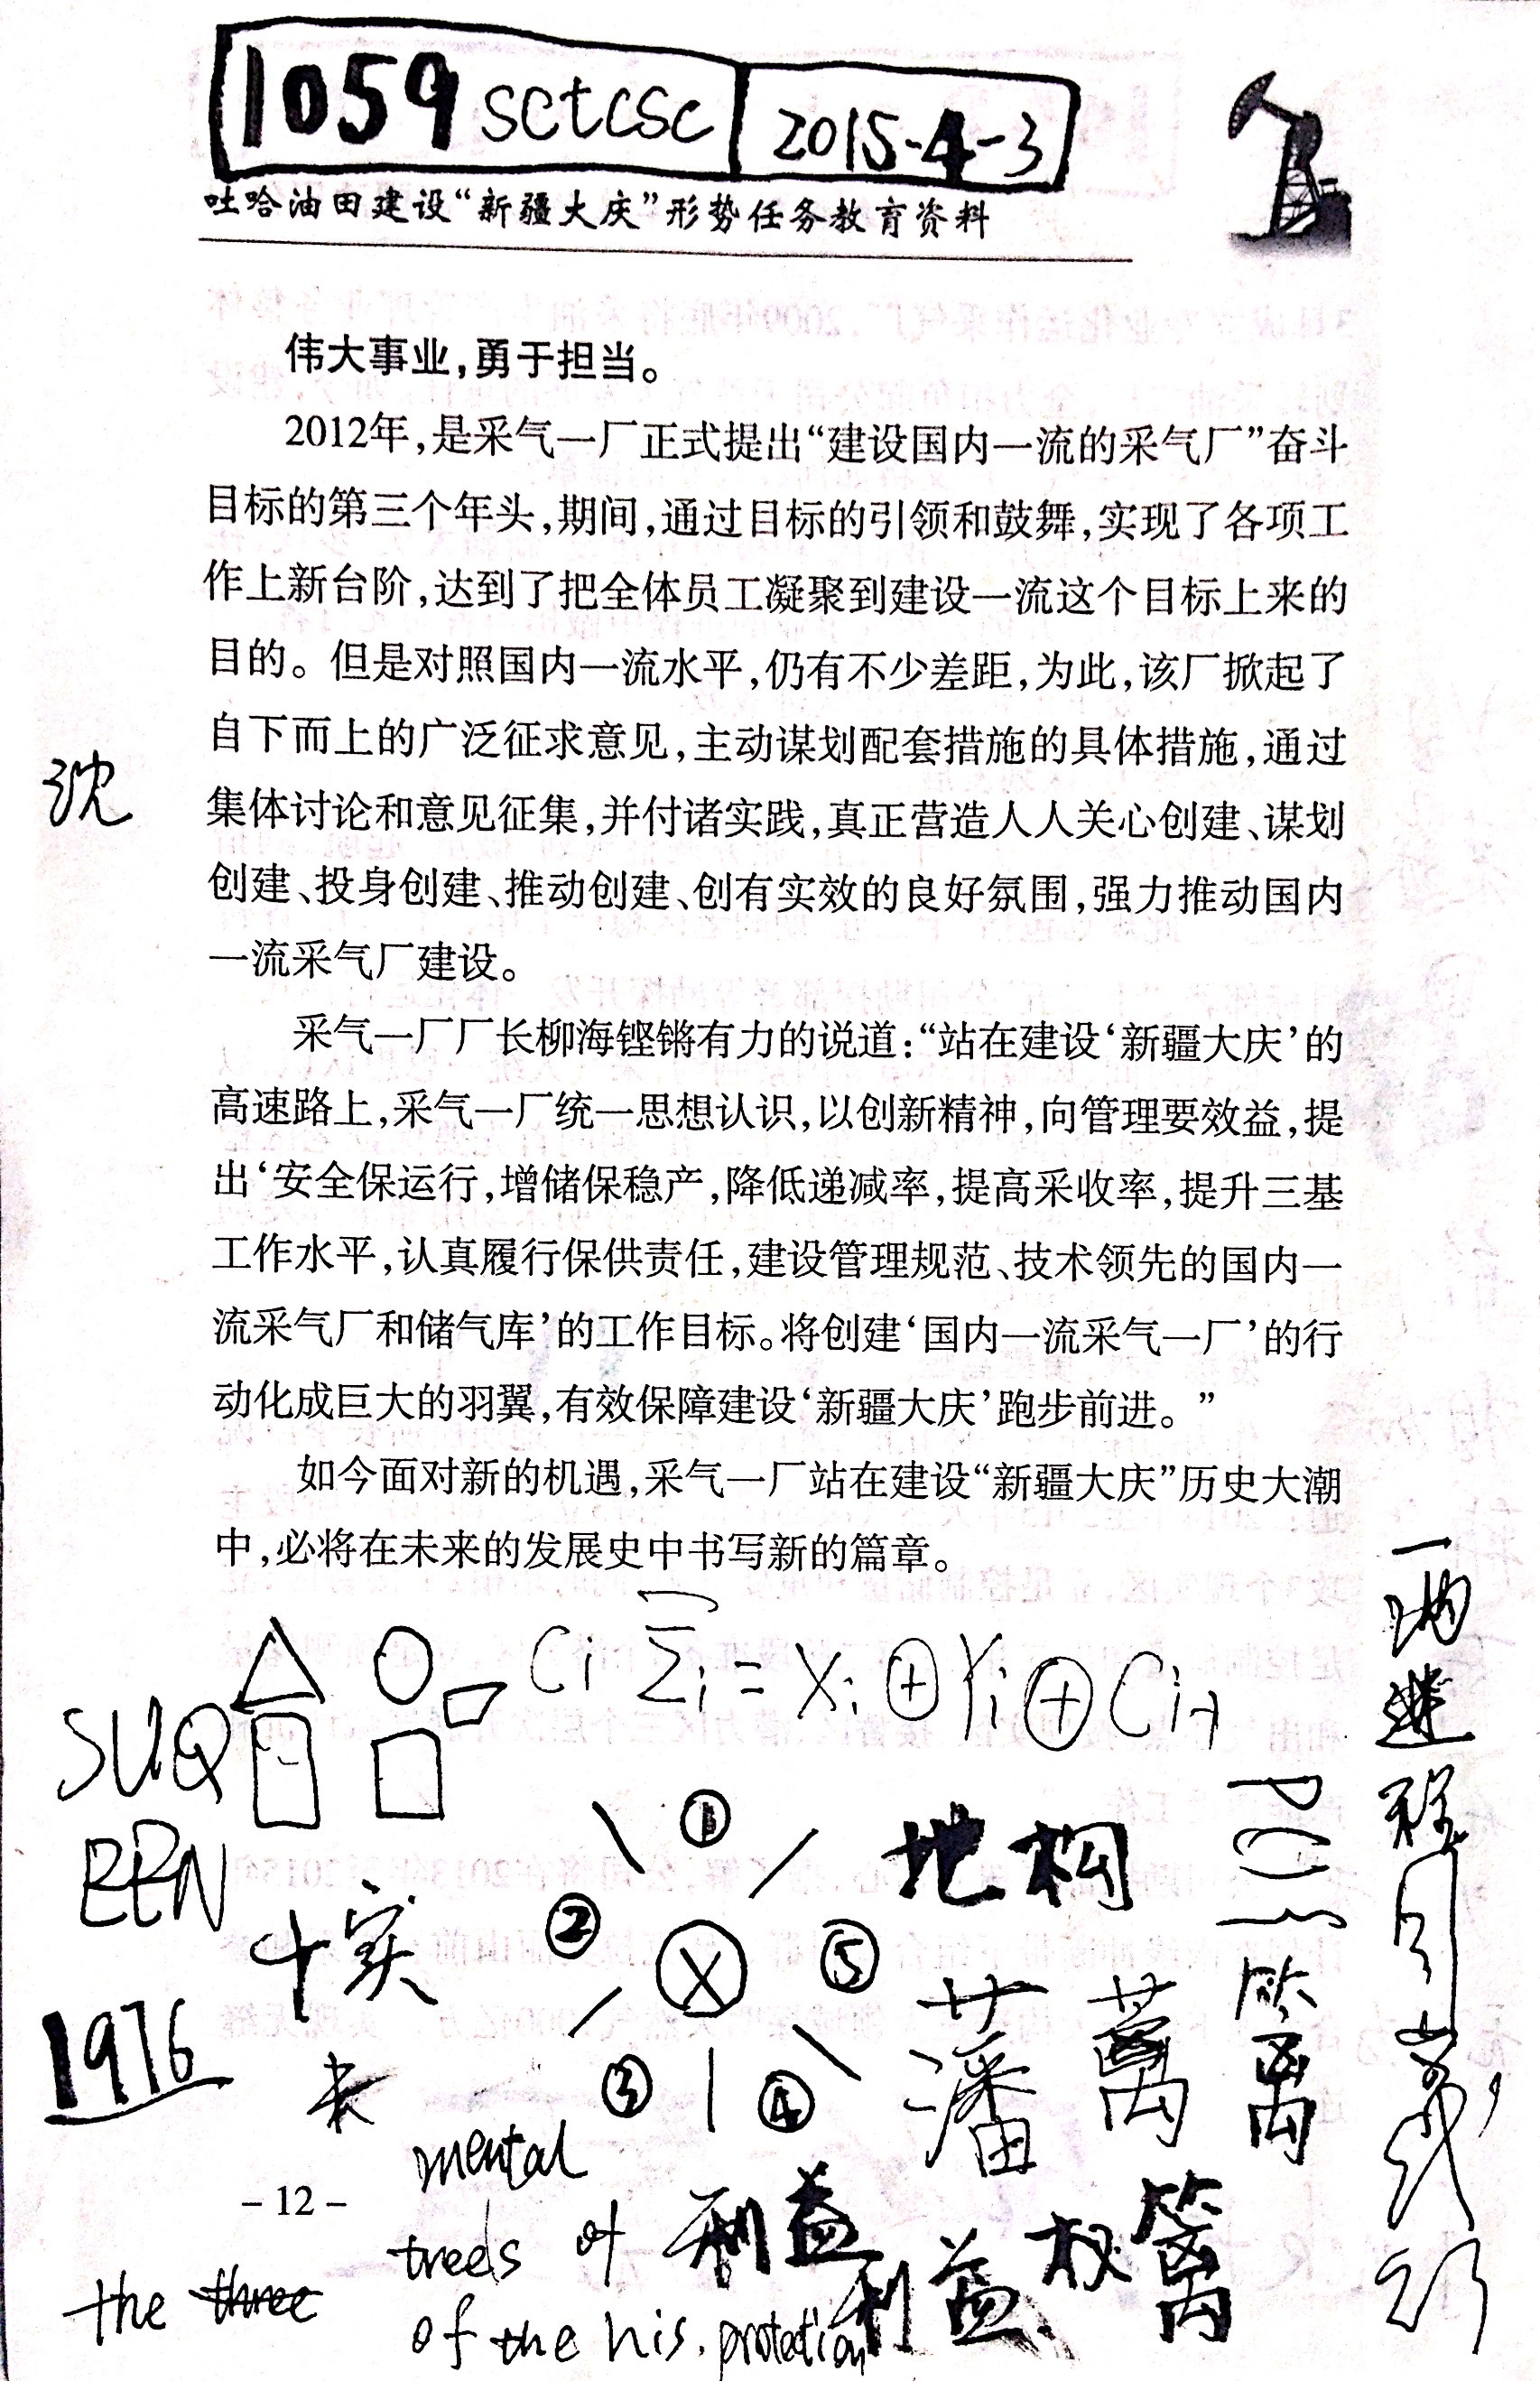 1059 sctcsc 2015-4-3
吐哈油田建设“新疆大庆”形势任务教育资料
伟大事业,勇于担当。
2012年,是采气一厂正式提出“建设国内一流的采气厂”奋斗
目标的第三个年头,期间,通过目标的引领和鼓舞,实现了各项工
作上新台阶,达到了把全体员工凝聚到建设一流这个目标上来的
目的。但是对照国内一流水平,仍有不少差距,为此,该厂掀起了
自下而上的广泛征求意见,主动谋划配套措施的具体措施,通过
沈
集体讨论和意见征集,并付诸实践,真正营造人人关心创建、谋划
创建、投身创建、推动创建、创有实效的良好氛围,强力推动国内
一流采气厂建设。
采气一厂厂长柳海铿锵有力的说道:“站在建设‘新疆大庆’的
高速路上,采气一厂统一思想认识,以创新精神,向管理要效益,提
出‘安全保运行,增储保稳产,降低递减率,提高采收率,提升三基
工作水平,认真履行保供责任,建设管理规范、技术领先的国内一
流采气厂和储气库’的工作目标。将创建‘国内一流采气一厂’的行
动化成巨大的羽翼,有效保障建设‘新疆大庆’跑步前进。”
如今面对新的机遇,采气一厂站在建设“新疆大庆”历史大潮
中,必将在未来的发展史中书写新的篇章。
Ci Σi = Xi ⊕ Yi ⊕ Ci-1
SUQ
EEN
① 地构
② X ⑤
十实
1976
③ ④
藩
mental
- 12 -
trees of 利益
利益 权
the three
of the his. protection